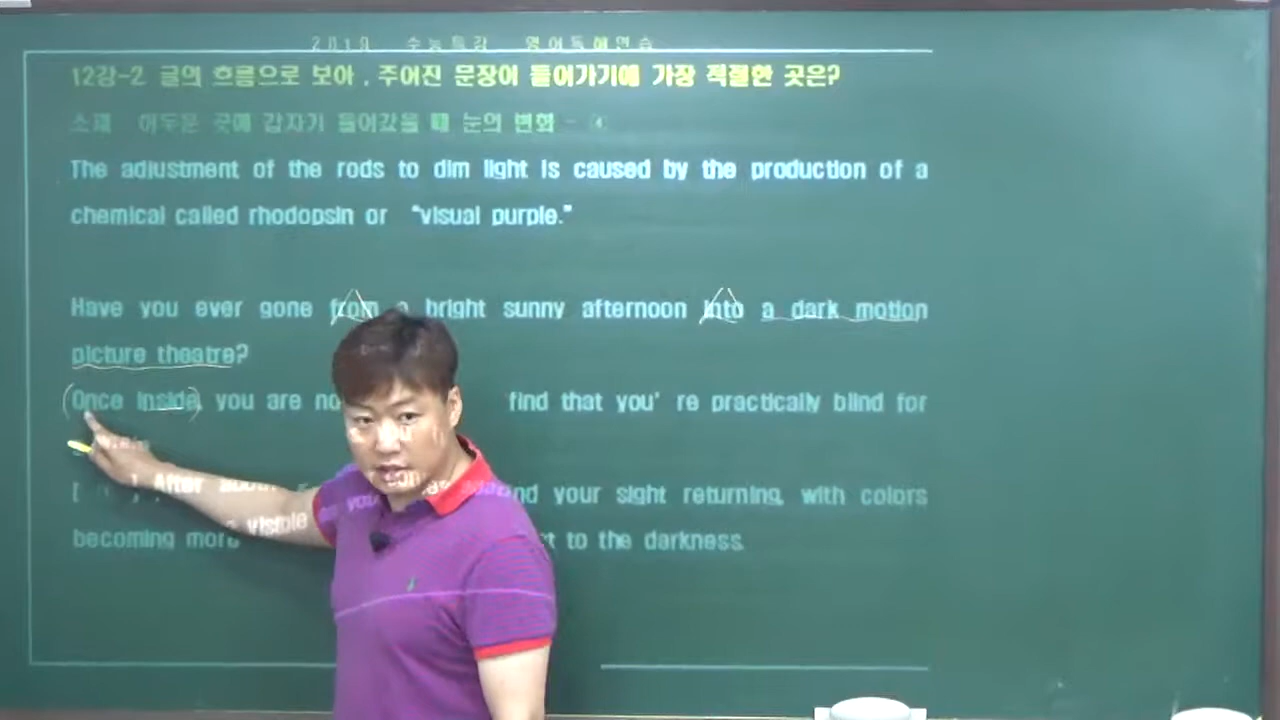 2019 수능특강 영어독해연습
12강-2 글의 흐름으로 보아, 주어진 문장이 들어가기에 가장 적절한 곳은?
소재 어두운 곳에 갑자기 들어갔을 때 눈의 변화 - ④
The adjustment of the rods to dim light is caused by the production of a
chemical called rhodopsin or "visual purple."
Have you ever gone from a bright sunny afternoon into a dark motion
picture theatre?
(Once inside) you are no find that you're practically blind for
[ ] After about you nd your sight returning, with colors
becoming more visible to the darkness.